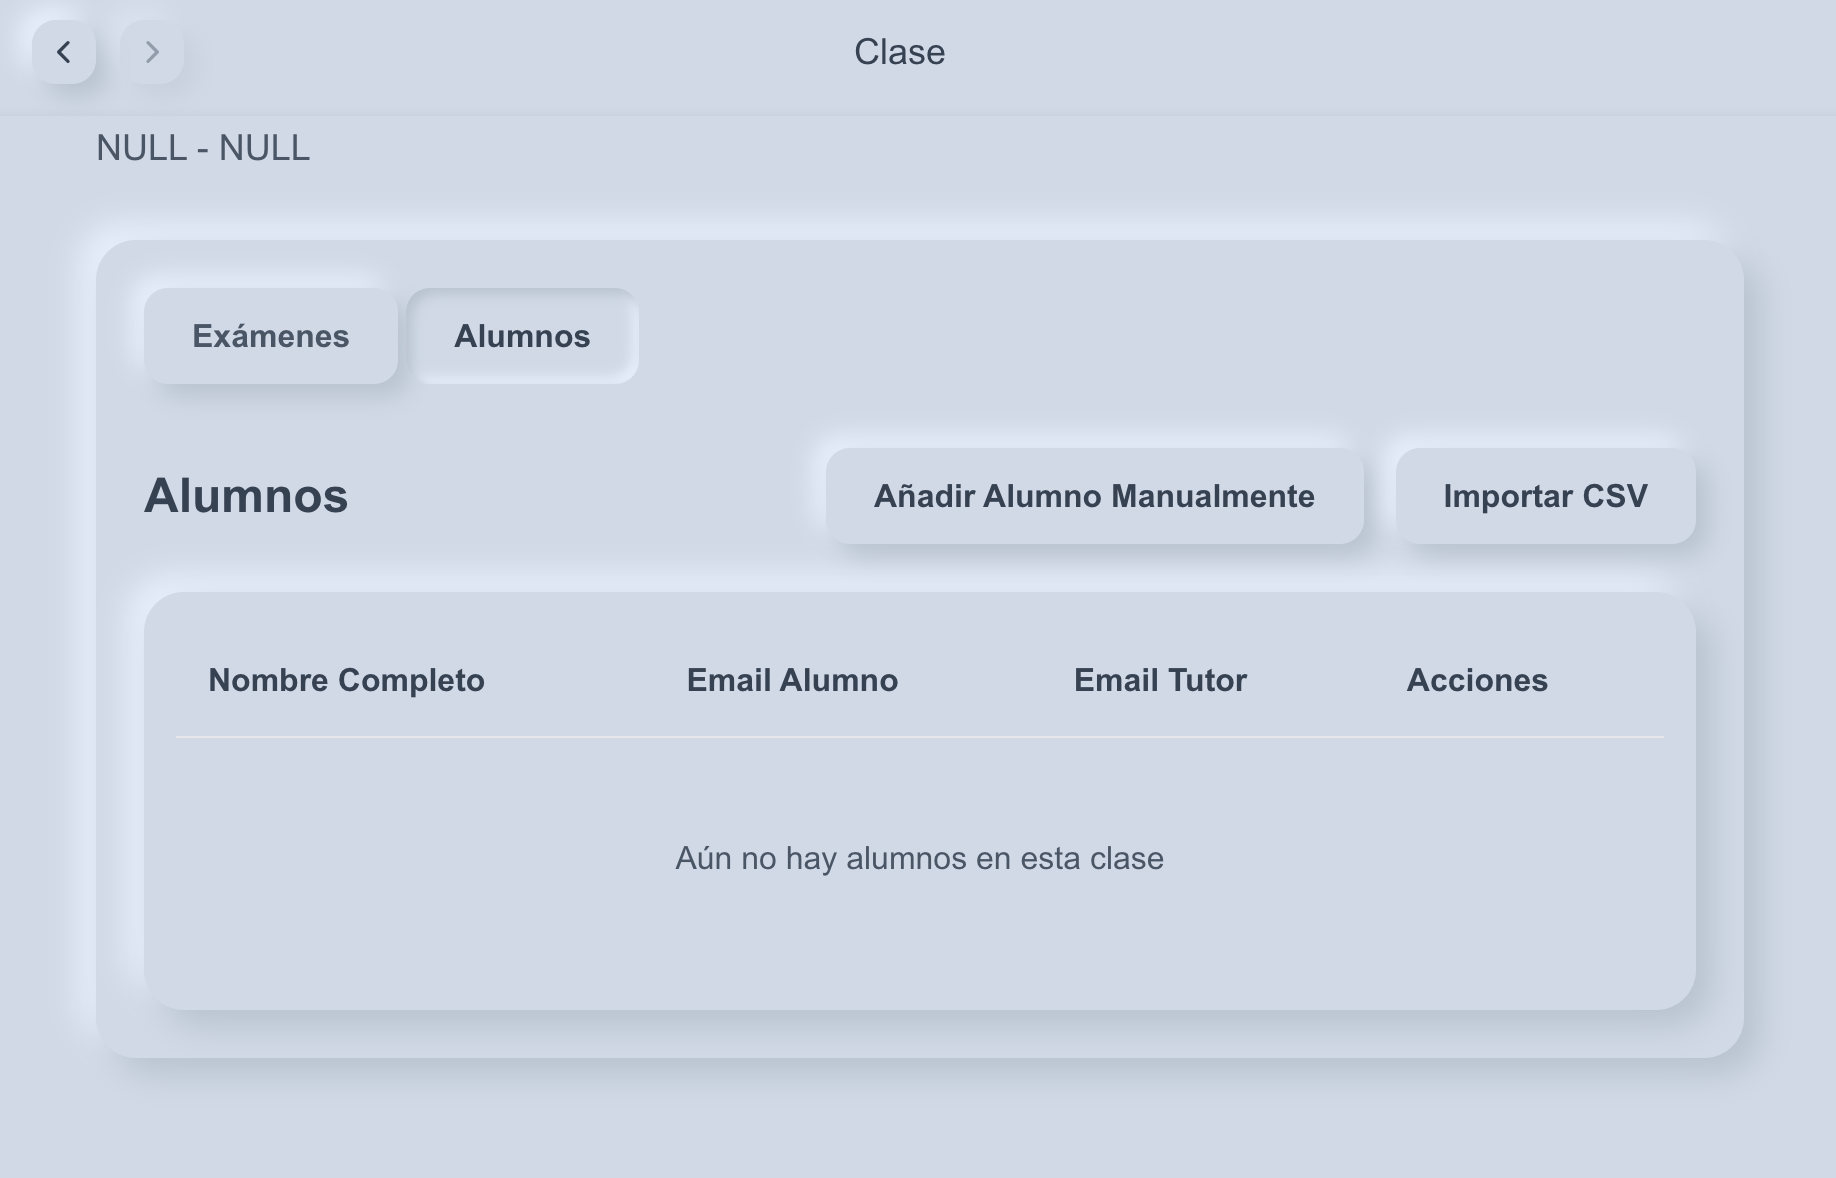 Clase
NULL - NULL
Exámenes Alumnos
Alumnos Añadir Alumno Manualmente Importar CSV
Nombre Completo Email Alumno Email Tutor Acciones
Aún no hay alumnos en esta clase